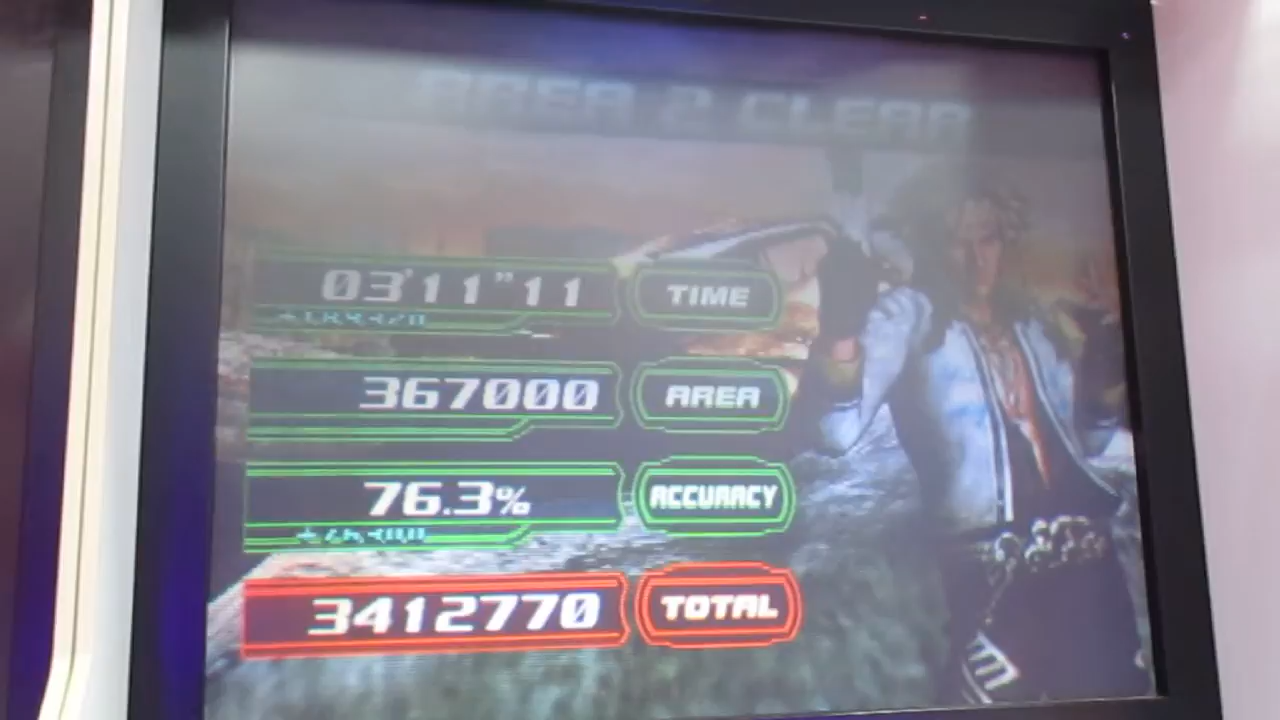 AREA 2 CLEAR
03'11"11 TIME
367000 AREA
76.3% ACCURACY
3412770 TOTAL